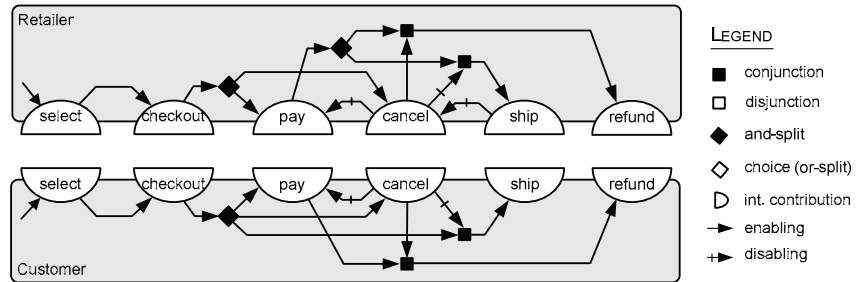 Retailer
select
checkout
pay
cancel
ship
refund
select
checkout
pay
cancel
ship
refund
Customer
LEGEND
conjunction
disjunction
and-split
choice (or-split)
int. contribution
enabling
disabling